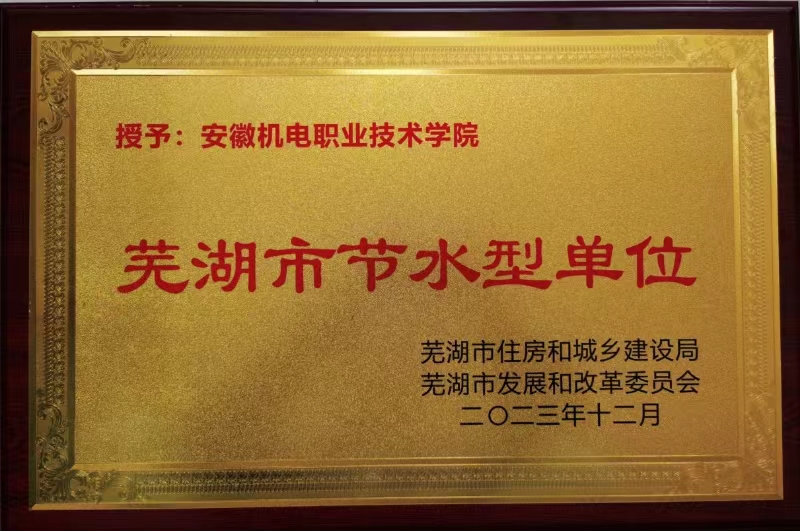 授予：安徽机电职业技术学院
芜湖市节水型单位
芜湖市住房和城乡建设局
芜湖市发展和改革委员会
二〇二三年十二月